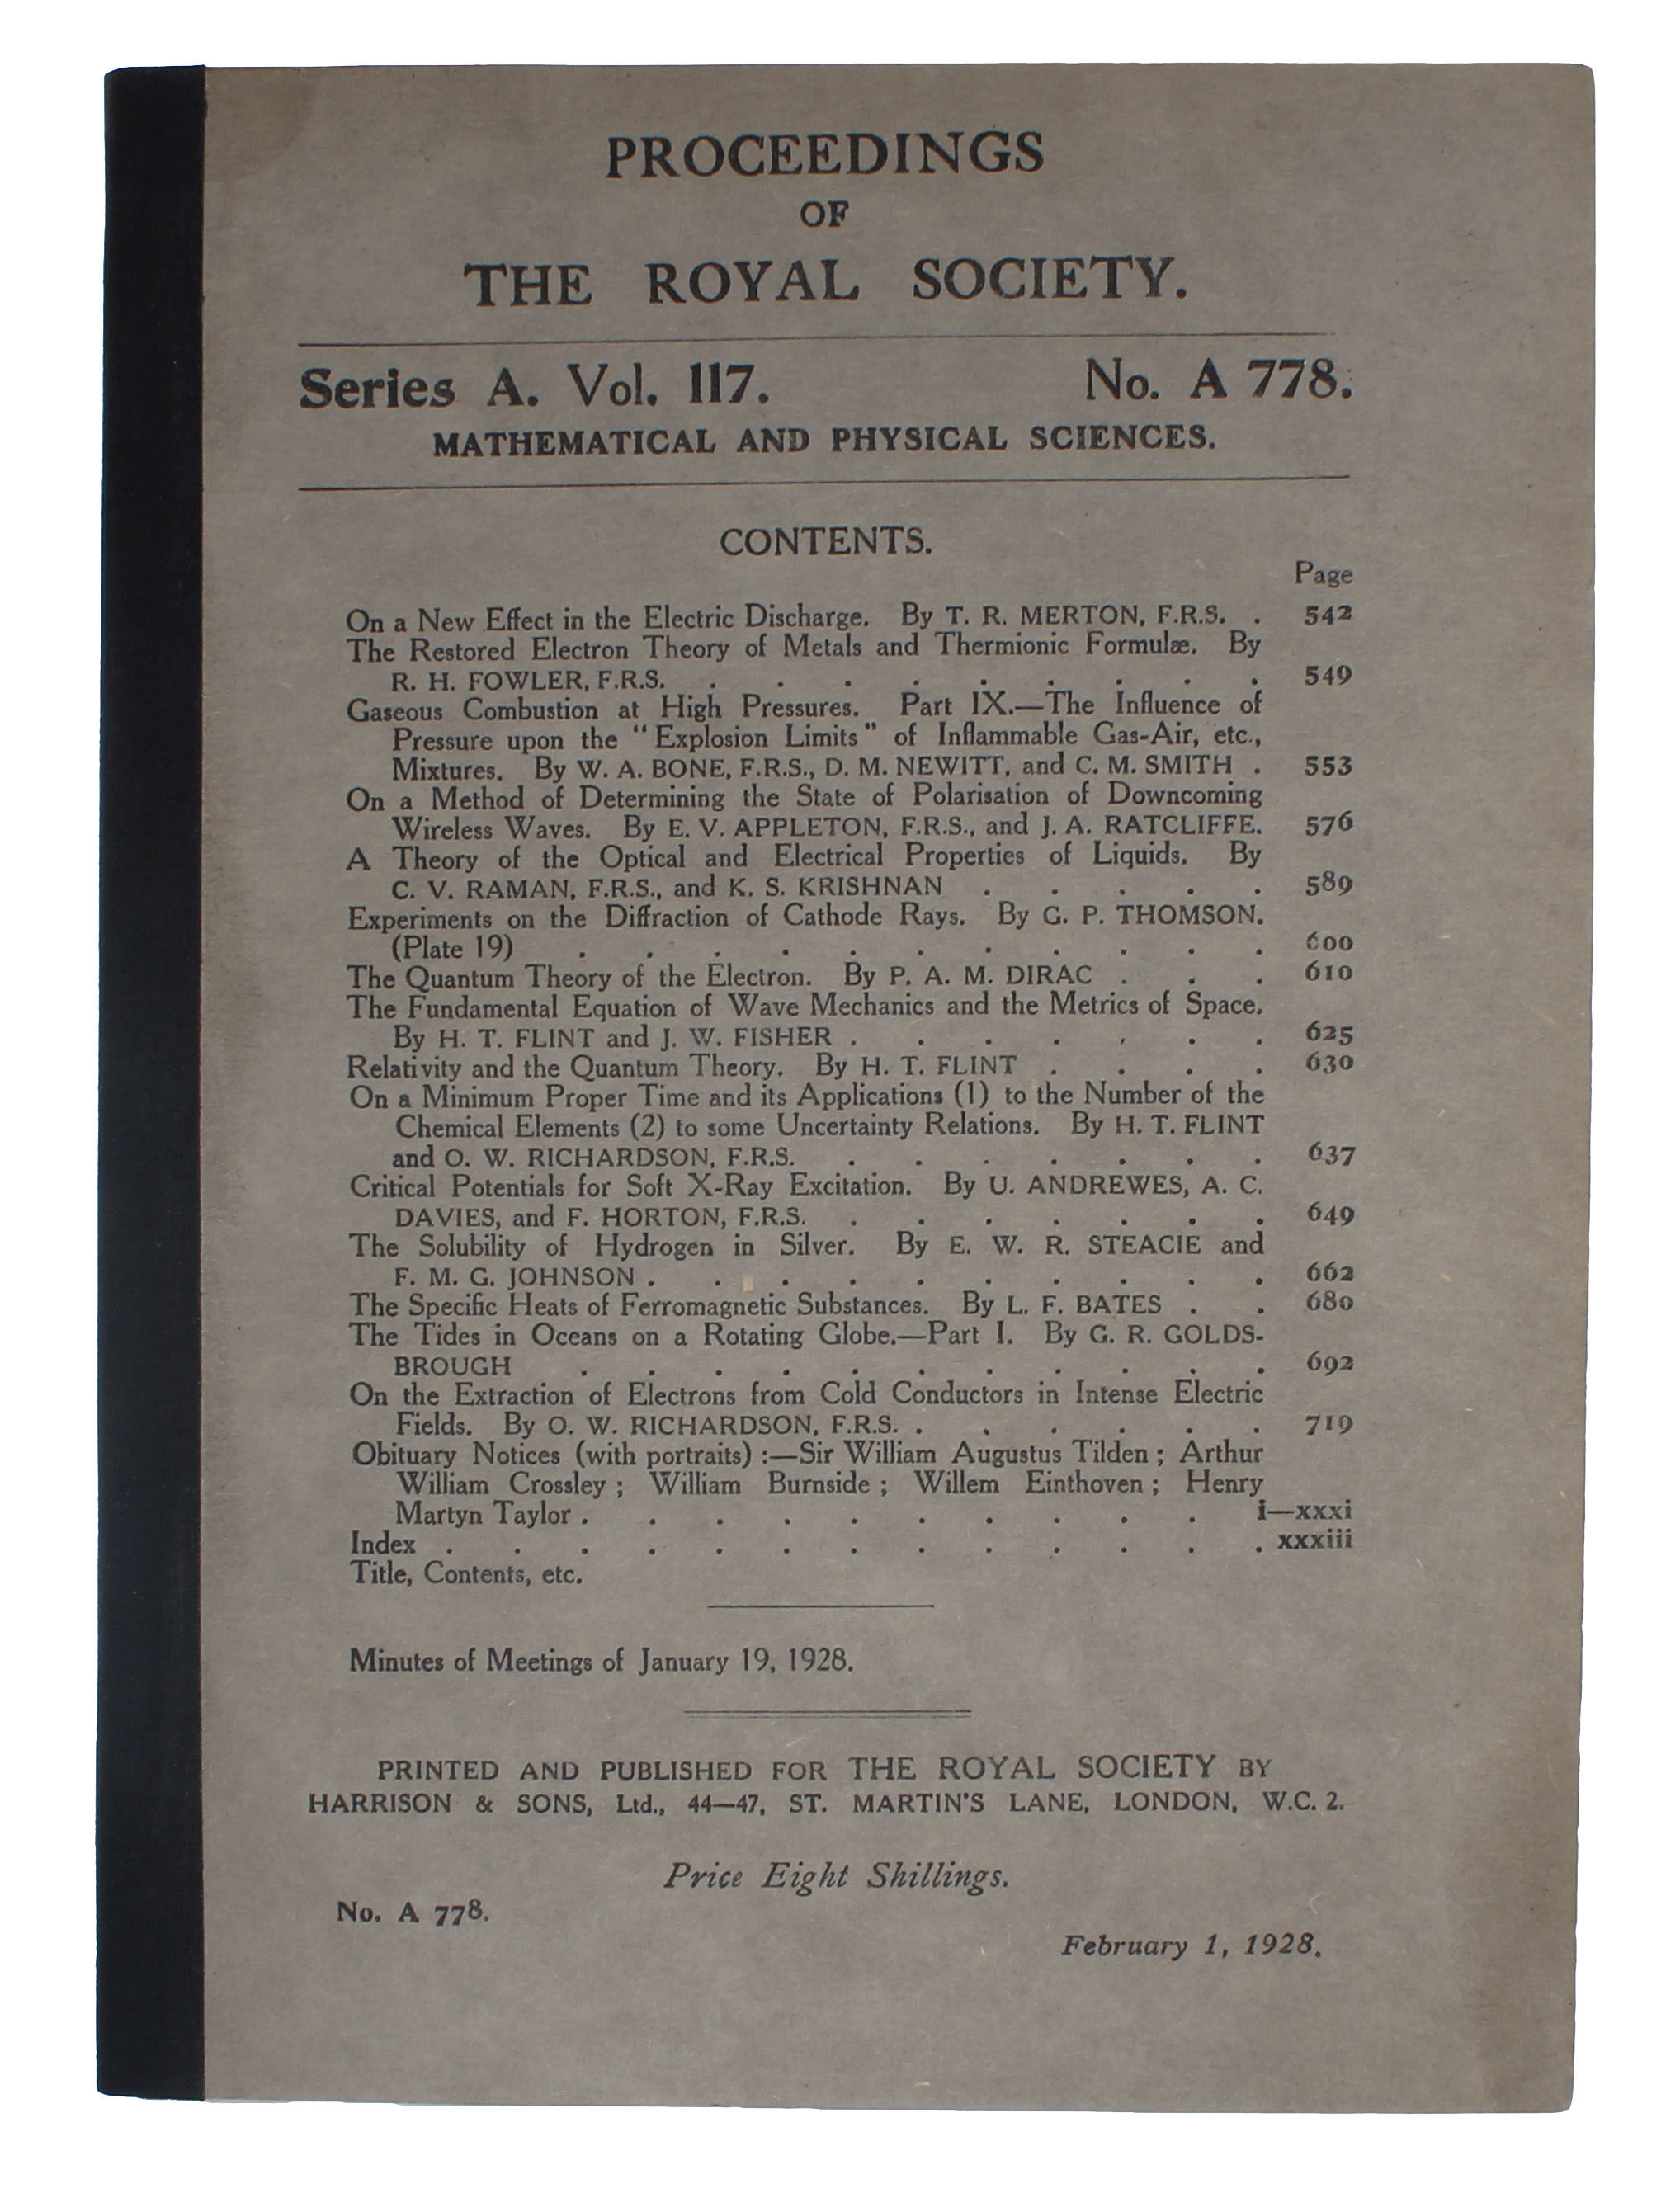 PROCEEDINGS
OF
THE ROYAL SOCIETY.
Series A. Vol. 117. No. A 778.
MATHEMATICAL AND PHYSICAL SCIENCES.
CONTENTS.
Page
On a New Effect in the Electric Discharge. By T. R. MERTON, F.R.S. . 542
The Restored Electron Theory of Metals and Thermionic Formulæ. By
R. H. FOWLER, F.R.S. . . . . . . . . . 549
Gaseous Combustion at High Pressures. Part IX.—The Influence of
Pressure upon the "Explosion Limits" of Inflammable Gas-Air, etc.,
Mixtures. By W. A. BONE, F.R.S., D. M. NEWITT, and C. M. SMITH . 553
On a Method of Determining the State of Polarisation of Downcoming
Wireless Waves. By E. V. APPLETON, F.R.S., and J. A. RATCLIFFE. 576
A Theory of the Optical and Electrical Properties of Liquids. By
C. V. RAMAN, F.R.S., and K. S. KRISHNAN . . . . . 589
Experiments on the Diffraction of Cathode Rays. By G. P. THOMSON.
(Plate 19) . . . . . . . . . . . 600
The Quantum Theory of the Electron. By P. A. M. DIRAC . . . 610
The Fundamental Equation of Wave Mechanics and the Metrics of Space.
By H. T. FLINT and J. W. FISHER . . . . . . . 625
Relativity and the Quantum Theory. By H. T. FLINT . . . . 630
On a Minimum Proper Time and its Applications (1) to the Number of the
Chemical Elements (2) to some Uncertainty Relations. By H. T. FLINT
and O. W. RICHARDSON, F.R.S. . . . . . . . 637
Critical Potentials for Soft X-Ray Excitation. By U. ANDREWES, A. C.
DAVIES, and F. HORTON, F.R.S. . . . . . . . 649
The Solubility of Hydrogen in Silver. By E. W. R. STEACIE and
F. M. G. JOHNSON . . . . . . . . . . 662
The Specific Heats of Ferromagnetic Substances. By L. F. BATES . . 680
The Tides in Oceans on a Rotating Globe.—Part I. By G. R. GOLDS-
BROUGH . . . . . . . . . . . 692
On the Extraction of Electrons from Cold Conductors in Intense Electric
Fields. By O. W. RICHARDSON, F.R.S. . . . . . . 719
Obituary Notices (with portraits) :—Sir William Augustus Tilden ; Arthur
William Crossley ; William Burnside ; Willem Einthoven ; Henry
Martyn Taylor . . . . . . . . . . i—xxxi
Index . . . . . . . . . . . . . xxxiii
Title, Contents, etc.
Minutes of Meetings of January 19, 1928.
PRINTED AND PUBLISHED FOR THE ROYAL SOCIETY BY
HARRISON & SONS, Ltd., 44—47, ST. MARTIN'S LANE, LONDON, W.C. 2.
Price Eight Shillings.
No. A 778.
February 1, 1928.